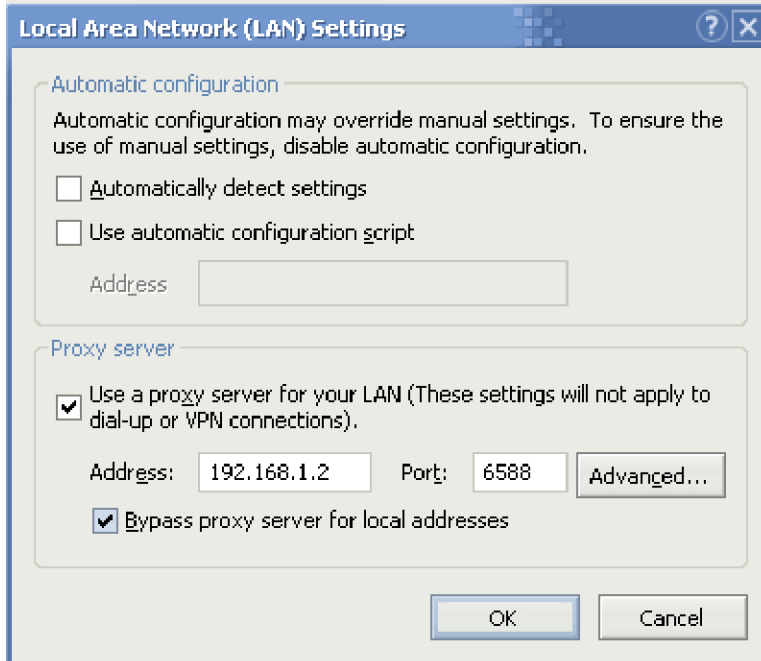 Local Area Network (LAN) Settings
Automatic configuration
Automatic configuration may override manual settings. To ensure the
use of manual settings, disable automatic configuration.
Automatically detect settings
Use automatic configuration script
Address
Proxy server
Use a proxy server for your LAN (These settings will not apply to
dial-up or VPN connections).
Address: 192.168.1.2 Port: 6588 Advanced...
Bypass proxy server for local addresses
OK Cancel